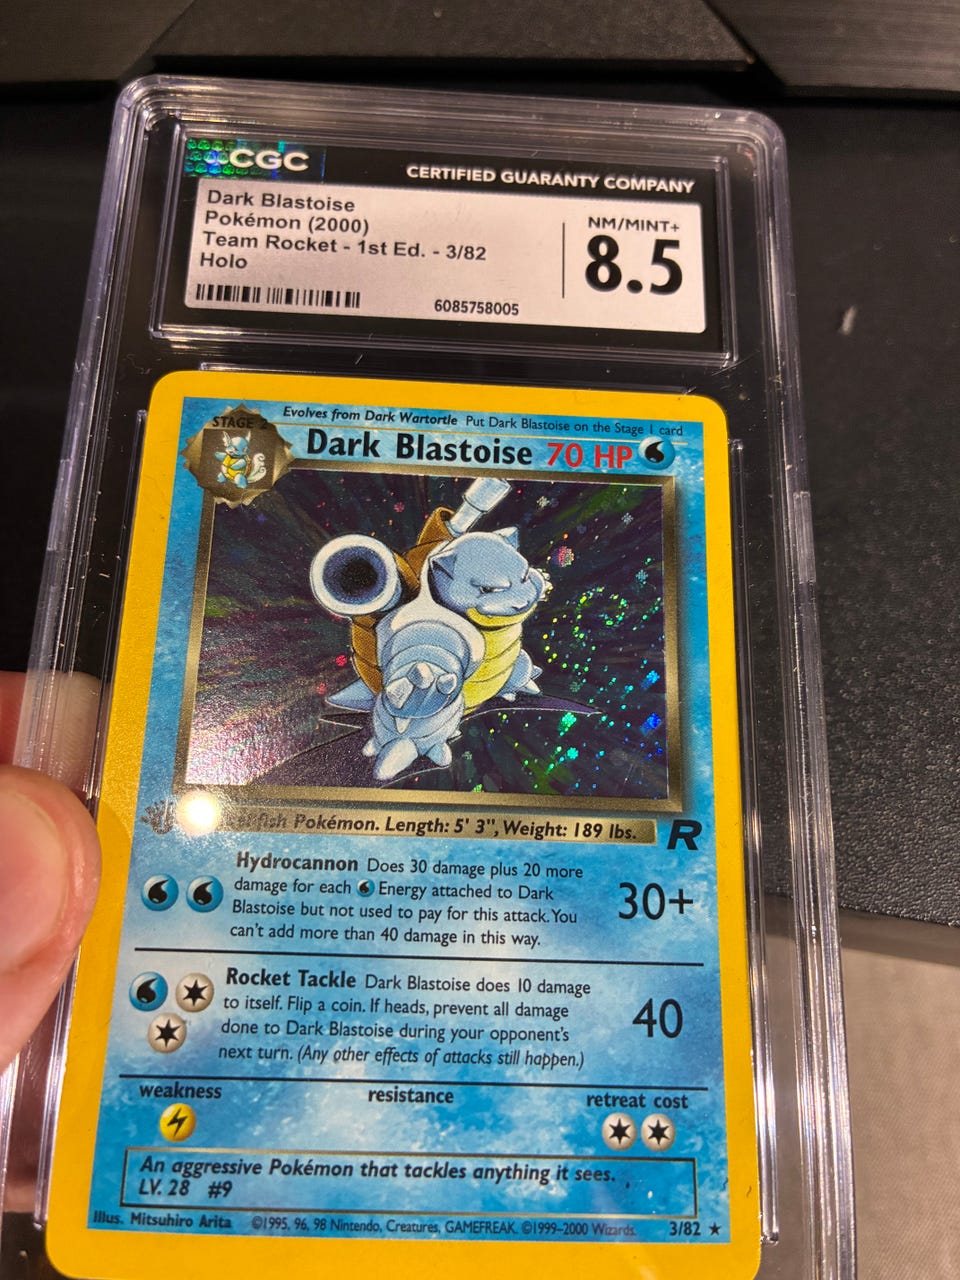 CGC
CERTIFIED GUARANTY COMPANY
Dark Blastoise
Pokémon (2000)
Team Rocket - 1st Ed. - 3/82
Holo
NM/MINT+
8.5
6085758005
STAGE 2
Evolves from Dark Wartortle Put Dark Blastoise on the Stage 1 card
Dark Blastoise 70 HP
Pokémon. Length: 5' 3", Weight: 189 lbs.
R
Hydrocannon Does 30 damage plus 20 more
damage for each Energy attached to Dark
Blastoise but not used to pay for this attack. You
can't add more than 40 damage in this way.
30+
Rocket Tackle Dark Blastoise does 10 damage
to itself. Flip a coin. If heads, prevent all damage
done to Dark Blastoise during your opponent's
next turn. (Any other effects of attacks still happen.)
40
weakness
resistance
retreat cost
An aggressive Pokémon that tackles anything it sees.
LV. 28 #9
Illus. Mitsuhiro Arita ©1995, 96, 98 Nintendo, Creatures, GAMEFREAK. ©1999-2000 Wizards. 3/82 ★